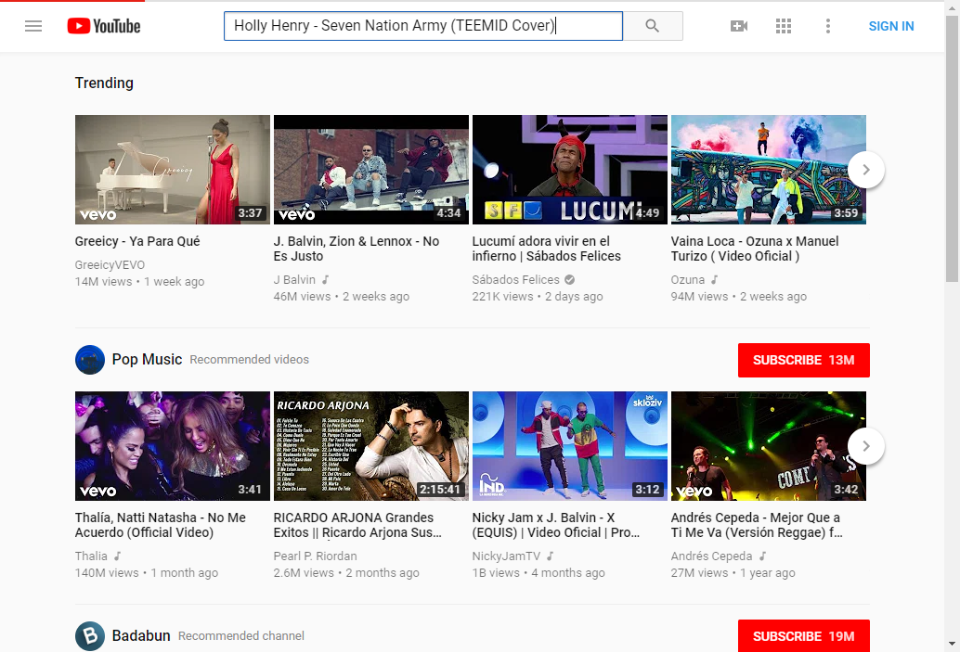 YouTube
Holly Henry - Seven Nation Army (TEEMID Cover)
SIGN IN
Trending
vevo
3:37
vevo
4:34
SFO
LUCUMÍ
4:49
3:59
Greeicy - Ya Para Qué
GreeicyVEVO
14M views • 1 week ago
J. Balvin, Zion & Lennox - No
Es Justo
J Balvin
46M views • 2 weeks ago
Lucumí adora vivir en el
infierno | Sábados Felices
Sábados Felices
221K views • 2 days ago
Vaina Loca - Ozuna x Manuel
Turizo ( Video Oficial )
Ozuna
94M views • 2 weeks ago
Pop Music Recommended videos
SUBSCRIBE 13M
vevo
3:41
RICARDO ARJONA
2:15:41
skloziv
IND
3:12
vevo
3:42
Thalía, Natti Natasha - No Me
Acuerdo (Official Video)
Thalia
140M views • 1 month ago
RICARDO ARJONA Grandes
Exitos || Ricardo Arjona Sus...
Pearl P. Riordan
2.6M views • 2 months ago
Nicky Jam x J. Balvin - X
(EQUIS) | Video Oficial | Pro...
NickyJamTV
1B views • 4 months ago
Andrés Cepeda - Mejor Que a
Ti Me Va (Versión Reggae) f...
Andrés Cepeda
27M views • 1 year ago
B
Badabun Recommended channel
SUBSCRIBE 19M